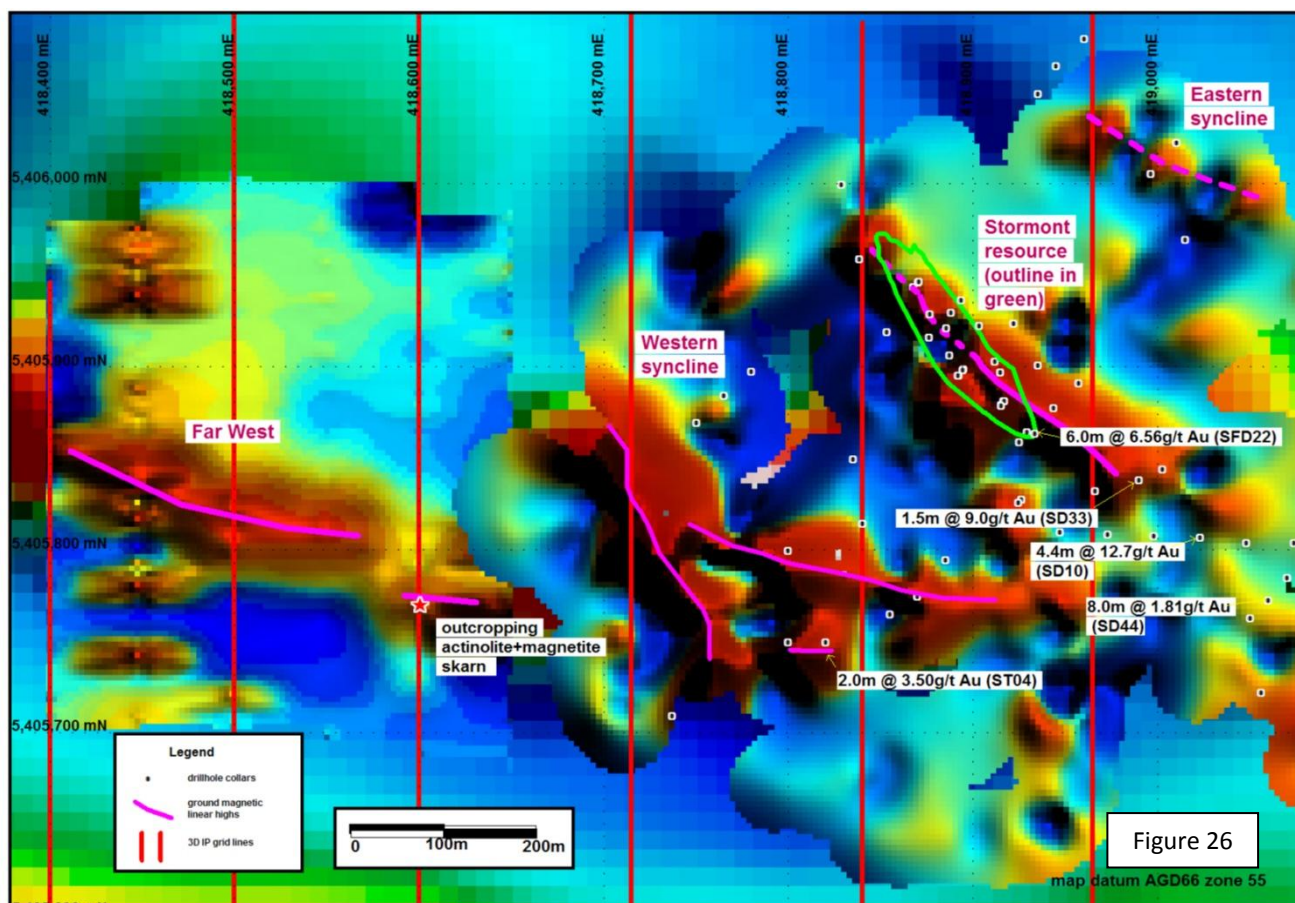 418,400 mE
418,500 mE
418,600 mE
418,700 mE
418,800 mE
418,900 mE
419,000 mE
Eastern
syncline
5,406,000 mN
Stormont
resource
(outline in
green)
Western
syncline
5,405,900 mN
Far West
6.0m @ 6.56g/t Au (SFD22)
1.5m @ 9.0g/t Au (SD33)
4.4m @ 12.7g/t Au
(SD10)
5,405,800 mN
8.0m @ 1.81g/t Au
(SD44)
outcropping
actinolite+magnetite
skarn
2.0m @ 3.50g/t Au (ST04)
5,405,700 mN
Legend
drillhole collars
ground magnetic
linear highs
3D IP grid lines
0 100m 200m
Figure 26
map datum AGD66 zone 55